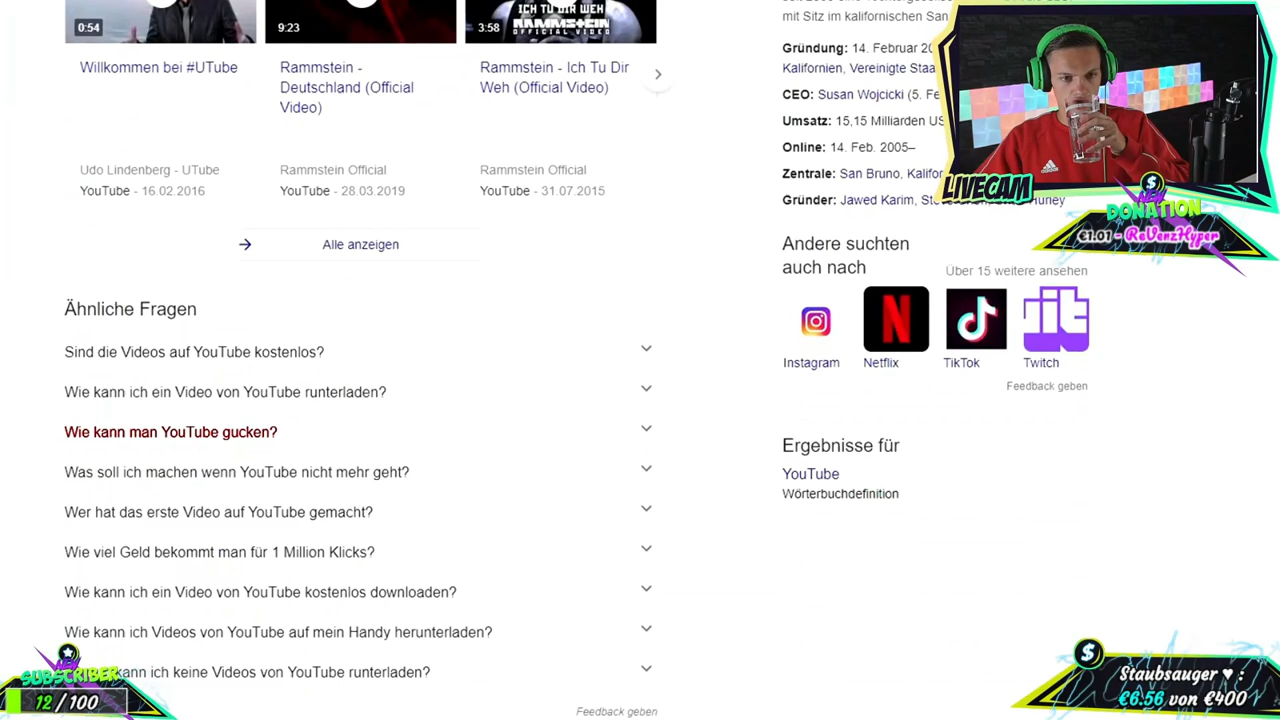 mit Sitz im kalifornischen San
0:54
9:23
3:58
ICH TU DIR WEH
RAMMSTEIN
OFFICIAL VIDEO
Willkommen bei #UTube
Rammstein -
Deutschland (Official
Video)
Rammstein - Ich Tu Dir
Weh (Official Video)
Udo Lindenberg - UTube
YouTube - 16.02.2016
Rammstein Official
YouTube - 28.03.2019
Rammstein Official
YouTube - 31.07.2015
Alle anzeigen
Ähnliche Fragen
Sind die Videos auf YouTube kostenlos?
Wie kann ich ein Video von YouTube runterladen?
Wie kann man YouTube gucken?
Was soll ich machen wenn YouTube nicht mehr geht?
Wer hat das erste Video auf YouTube gemacht?
Wie viel Geld bekommt man für 1 Million Klicks?
Wie kann ich ein Video von YouTube kostenlos downloaden?
Wie kann ich Videos von YouTube auf mein Handy herunterladen?
kann ich keine Videos von YouTube runterladen?
Feedback geben
Gründung: 14. Februar 20
Kalifornien, Vereinigte Staa
CEO: Susan Wojcicki (5. Fe
Umsatz: 15,15 Milliarden US
Online: 14. Feb. 2005–
Zentrale: San Bruno, Kalifor
Gründer: Jawed Karim, Hurley
Andere suchten
auch nach
Über 15 weitere ansehen
Instagram
Netflix
TikTok
Twitch
Feedback geben
Ergebnisse für
YouTube
Wörterbuchdefinition
LIVECAM
NEW
DONATION
€1.01 - ReVerzHyper
NEW
SUBSCRIBER
12 / 100
Staubsauger ♥ :
€6.56 von €400